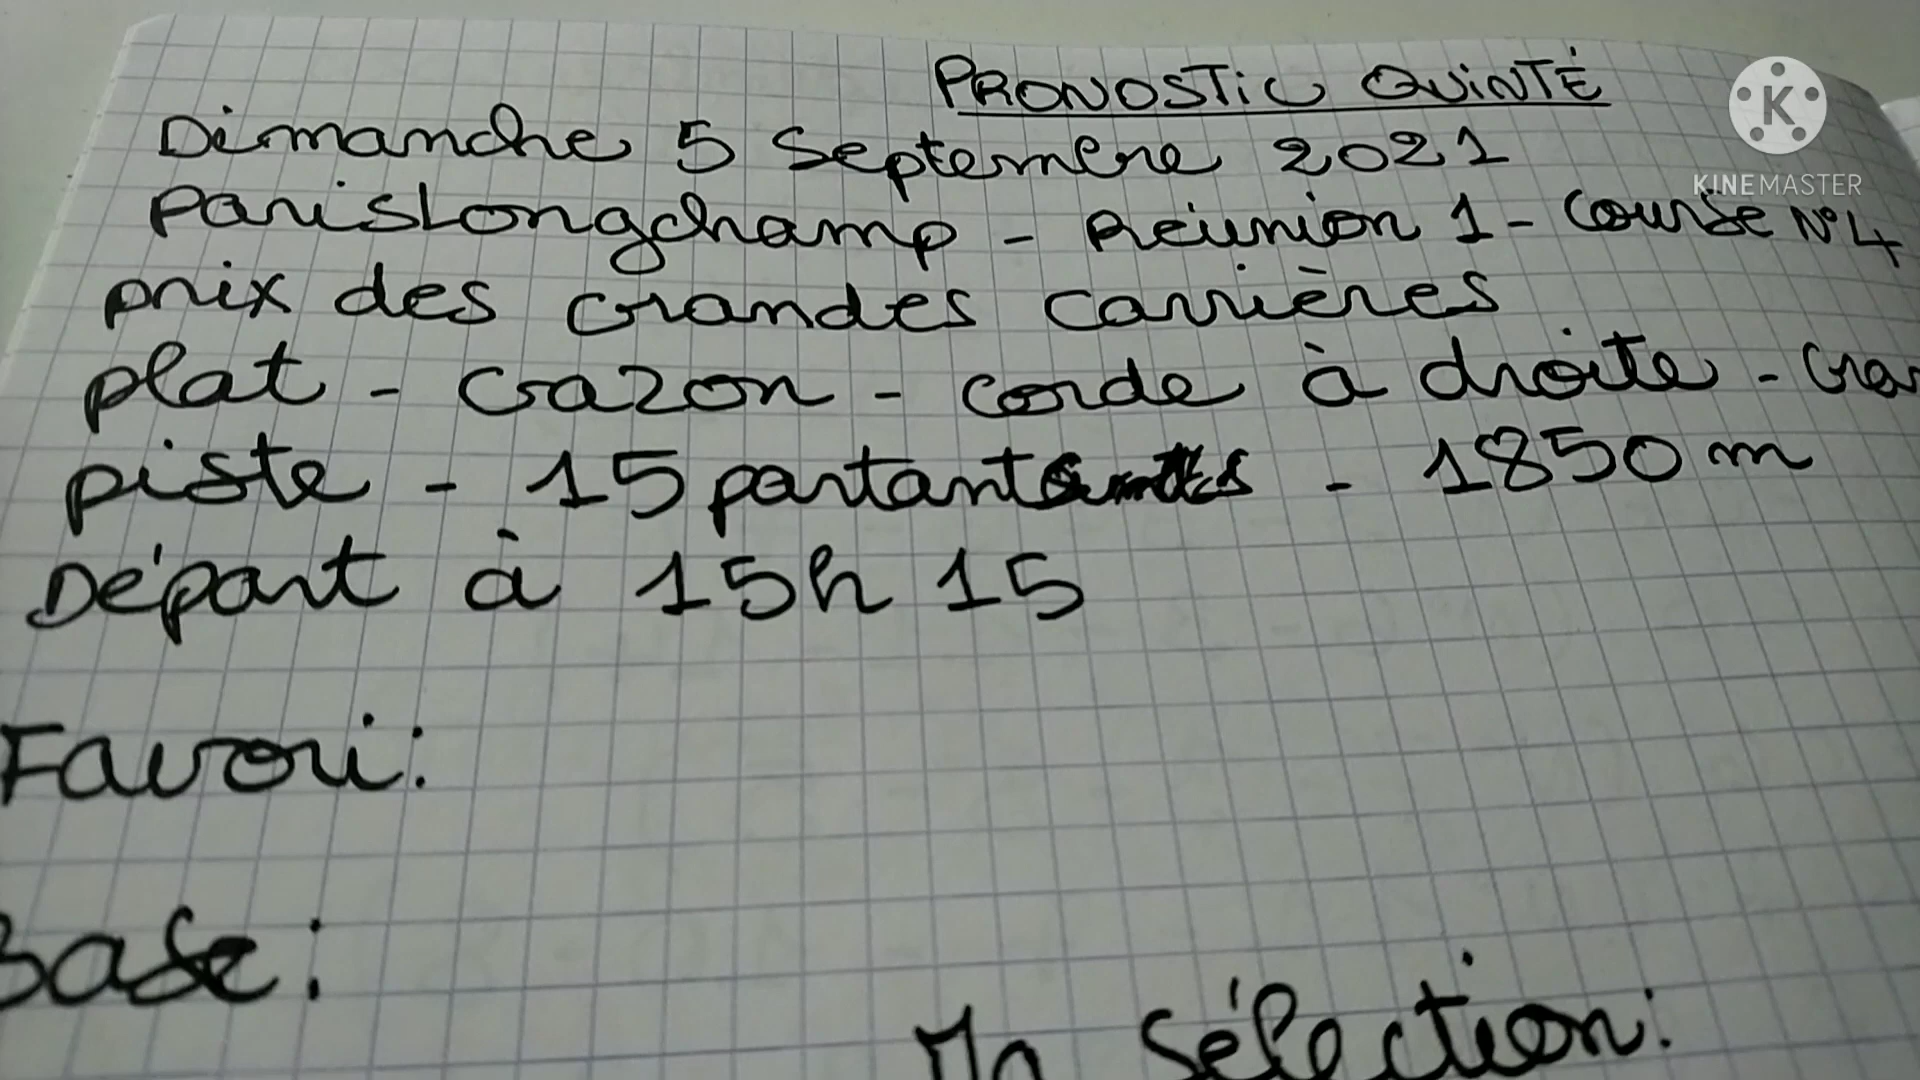 PRONOSTIC QUINTÉ
Dimanche 5 Septembre 2021
K
KINEMASTER
ParisLongchamp - Réunion 1 - Course N°4
prix des Grandes Carrières
plat - Gazon - corde à droite -
piste - 15 partants - 1850 m
Départ à 15h 15
Favori:
Base:
Ma Sélection: